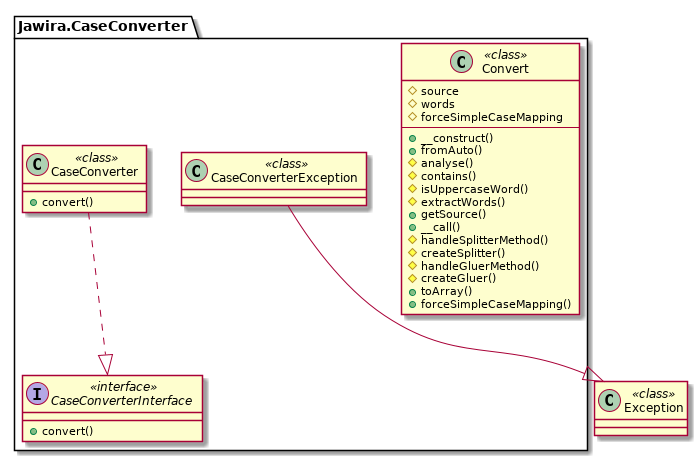 Jawira.CaseConverter
C
«class»
Convert
source
words
forceSimpleCaseMapping
__construct()
fromAuto()
analyse()
contains()
isUppercaseWord()
extractWords()
getSource()
__call()
handleSplitterMethod()
createSplitter()
handleGluerMethod()
createGluer()
toArray()
forceSimpleCaseMapping()
C
«class»
CaseConverter
convert()
C
«class»
CaseConverterException
I
«interface»
CaseConverterInterface
convert()
C
«class»
Exception